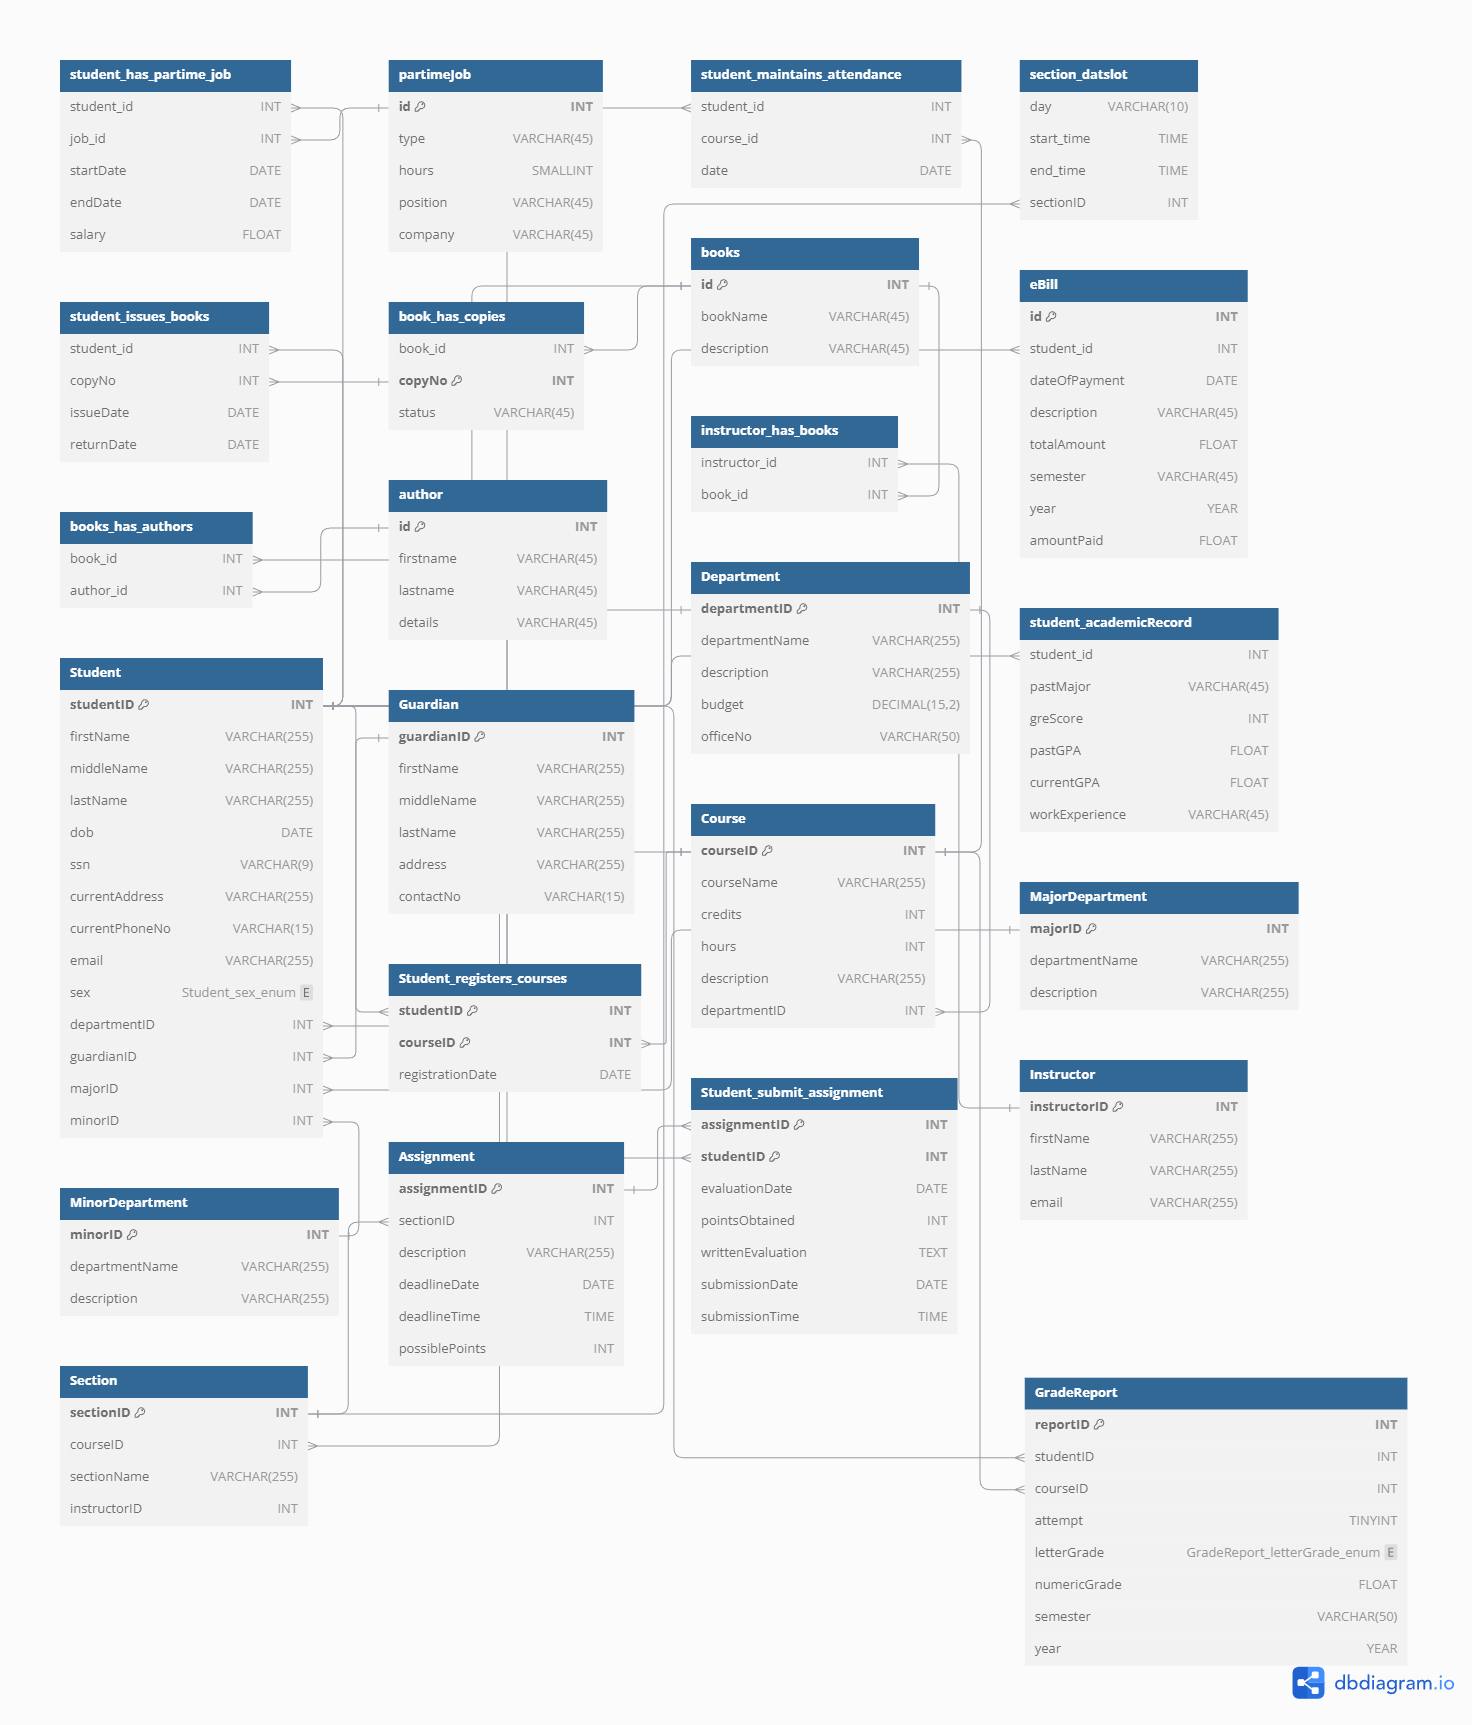 student_has_partime_job
student_id INT
job_id INT
startDate DATE
endDate DATE
salary FLOAT
partimeJob
id INT
type VARCHAR(45)
hours SMALLINT
position VARCHAR(45)
company VARCHAR(45)
student_maintains_attendance
student_id INT
course_id INT
date DATE
section_datslot
day VARCHAR(10)
start_time TIME
end_time TIME
sectionID INT
books
id INT
bookName VARCHAR(45)
description VARCHAR(45)
eBill
id INT
student_id INT
dateOfPayment DATE
description VARCHAR(45)
totalAmount FLOAT
semester VARCHAR(45)
year YEAR
amountPaid FLOAT
student_issues_books
student_id INT
copyNo INT
issueDate DATE
returnDate DATE
book_has_copies
book_id INT
copyNo INT
status VARCHAR(45)
instructor_has_books
instructor_id INT
book_id INT
author
id INT
firstname VARCHAR(45)
lastname VARCHAR(45)
details VARCHAR(45)
books_has_authors
book_id INT
author_id INT
Department
departmentID INT
departmentName VARCHAR(255)
description VARCHAR(255)
budget DECIMAL(15,2)
officeNo VARCHAR(50)
student_academicRecord
student_id INT
pastMajor VARCHAR(45)
greScore INT
pastGPA FLOAT
currentGPA FLOAT
workExperience VARCHAR(45)
Student
studentID INT
firstName VARCHAR(255)
middleName VARCHAR(255)
lastName VARCHAR(255)
dob DATE
ssn VARCHAR(9)
currentAddress VARCHAR(255)
currentPhoneNo VARCHAR(15)
email VARCHAR(255)
sex Student_sex_enum E
departmentID INT
guardianID INT
majorID INT
minorID INT
Guardian
guardianID INT
firstName VARCHAR(255)
middleName VARCHAR(255)
lastName VARCHAR(255)
address VARCHAR(255)
contactNo VARCHAR(15)
Course
courseID INT
courseName VARCHAR(255)
credits INT
hours INT
description VARCHAR(255)
departmentID INT
MajorDepartment
majorID INT
departmentName VARCHAR(255)
description VARCHAR(255)
Student_registers_courses
studentID INT
courseID INT
registrationDate DATE
Instructor
instructorID INT
firstName VARCHAR(255)
lastName VARCHAR(255)
email VARCHAR(255)
Student_submit_assignment
assignmentID INT
studentID INT
evaluationDate DATE
pointsObtained INT
writtenEvaluation TEXT
submissionDate DATE
submissionTime TIME
Assignment
assignmentID INT
sectionID INT
description VARCHAR(255)
deadlineDate DATE
deadlineTime TIME
possiblePoints INT
MinorDepartment
minorID INT
departmentName VARCHAR(255)
description VARCHAR(255)
Section
sectionID INT
courseID INT
sectionName VARCHAR(255)
instructorID INT
GradeReport
reportID INT
studentID INT
courseID INT
attempt TINYINT
letterGrade GradeReport_letterGrade_enum E
numericGrade FLOAT
semester VARCHAR(50)
year YEAR
dbdiagram.io